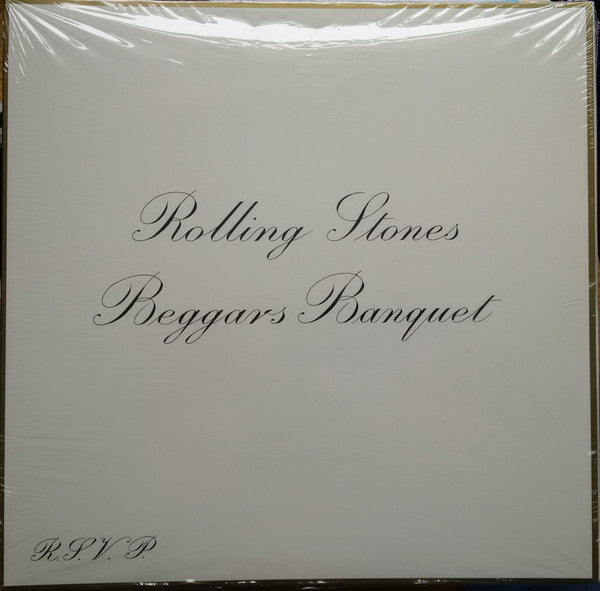 Rolling Stones
Beggars Banquet
R.S.V.P.